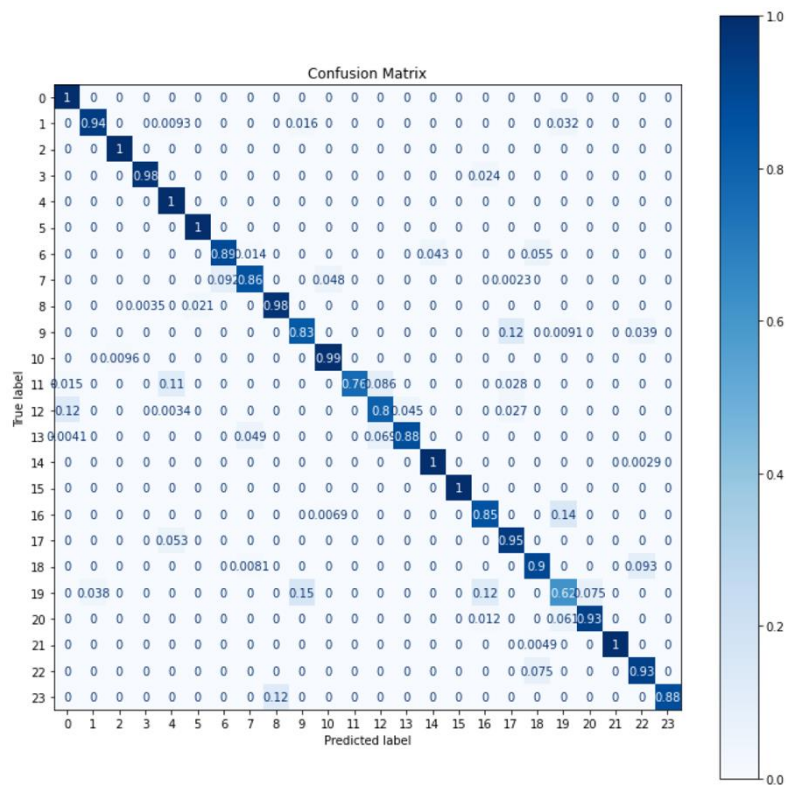 Confusion Matrix
0 1 0 0 0 0 0 0 0 0 0 0 0 0 0 0 0 0 0 0 0 0 0 0 0
1 0 0.94 0 0 0.0093 0 0 0 0 0.016 0 0 0 0 0 0 0 0 0 0.032 0 0 0 0
2 0 0 1 0 0 0 0 0 0 0 0 0 0 0 0 0 0 0 0 0 0 0 0 0
3 0 0 0 0.98 0 0 0 0 0 0 0 0 0 0 0 0 0.024 0 0 0 0 0 0 0
4 0 0 0 0 1 0 0 0 0 0 0 0 0 0 0 0 0 0 0 0 0 0 0 0
5 0 0 0 0 0 1 0 0 0 0 0 0 0 0 0 0 0 0 0 0 0 0 0 0
6 0 0 0 0 0 0 0.89 0.014 0 0 0 0 0 0 0.043 0 0 0 0.055 0 0 0 0 0
7 0 0 0 0 0 0 0.092 0.86 0 0 0.048 0 0 0 0 0 0 0.0023 0 0 0 0 0 0
8 0 0 0 0.0035 0 0.021 0 0 0.98 0 0 0 0 0 0 0 0 0 0 0 0 0 0 0
9 0 0 0 0 0 0 0 0 0 0.83 0 0 0 0 0 0 0 0.12 0 0.0091 0 0 0.039 0
10 0 0 0.0096 0 0 0 0 0 0 0 0.99 0 0 0 0 0 0 0 0 0 0 0 0 0
11 0.015 0 0 0 0.11 0 0 0 0 0 0 0.76 0.086 0 0 0 0 0.028 0 0 0 0 0 0
12 0.12 0 0 0 0.0034 0 0 0 0 0 0 0 0.8 0.045 0 0 0 0.027 0 0 0 0 0 0
13 0.0041 0 0 0 0 0 0 0.049 0 0 0 0 0.069 0.88 0 0 0 0 0 0 0 0 0 0
14 0 0 0 0 0 0 0 0 0 0 0 0 0 0 1 0 0 0 0 0 0 0 0.0029 0
15 0 0 0 0 0 0 0 0 0 0 0 0 0 0 0 1 0 0 0 0 0 0 0 0
16 0 0 0 0 0 0 0 0 0 0 0.0069 0 0 0 0 0 0.85 0 0 0.14 0 0 0 0
17 0 0 0 0 0.053 0 0 0 0 0 0 0 0 0 0 0 0 0.95 0 0 0 0 0 0
18 0 0 0 0 0 0 0 0.0081 0 0 0 0 0 0 0 0 0 0 0.9 0 0 0 0.093 0
19 0 0.038 0 0 0 0 0 0 0 0.15 0 0 0 0 0 0 0.12 0 0 0.62 0.075 0 0 0
20 0 0 0 0 0 0 0 0 0 0 0 0 0 0 0 0 0.012 0 0 0.061 0.93 0 0 0
21 0 0 0 0 0 0 0 0 0 0 0 0 0 0 0 0 0 0 0.0049 0 0 1 0 0
22 0 0 0 0 0 0 0 0 0 0 0 0 0 0 0 0 0 0 0.075 0 0 0 0.93 0
23 0 0 0 0 0 0 0 0 0.12 0 0 0 0 0 0 0 0 0 0 0 0 0 0 0.88
0 1 2 3 4 5 6 7 8 9 10 11 12 13 14 15 16 17 18 19 20 21 22 23
Predicted label
True label
1.0
0.8
0.6
0.4
0.2
0.0